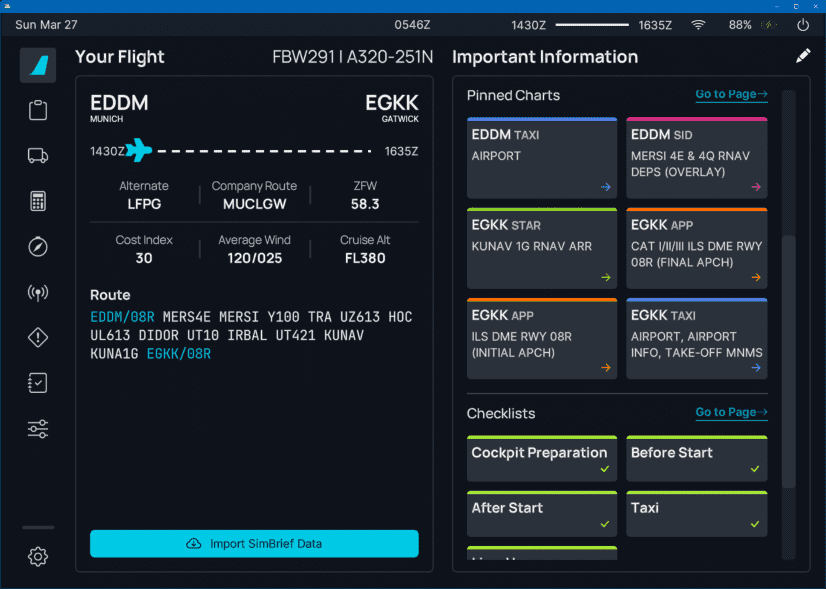 Sun Mar 27
0546Z
1430Z
1635Z
88%
Your Flight
FBW291 | A320-251N
EDDM
EGKK
MUNICH
GATWICK
1430Z
1635Z
Alternate
Company Route
ZFW
LFPG
MUCLGW
58.3
Cost Index
Average Wind
Cruise Alt
30
120/025
FL380
Route
EDDM/08R MERS4E MERSI Y100 TRA UZ613 HOC
UL613 DIDOR UT10 IRBAL UT421 KUNAV
KUNA1G EGKK/08R
Import SimBrief Data
Important Information
Pinned Charts
Go to Page
EDDM TAXI
AIRPORT
EDDM SID
MERSI 4E & 4Q RNAV
DEPS (OVERLAY)
EGKK STAR
KUNAV 1G RNAV ARR
EGKK APP
CAT I/II/III ILS DME RWY
08R (FINAL APCH)
EGKK APP
ILS DME RWY 08R
(INITIAL APCH)
EGKK TAXI
AIRPORT, AIRPORT
INFO, TAKE-OFF MNMS
Checklists
Go to Page
Cockpit Preparation
Before Start
After Start
Taxi